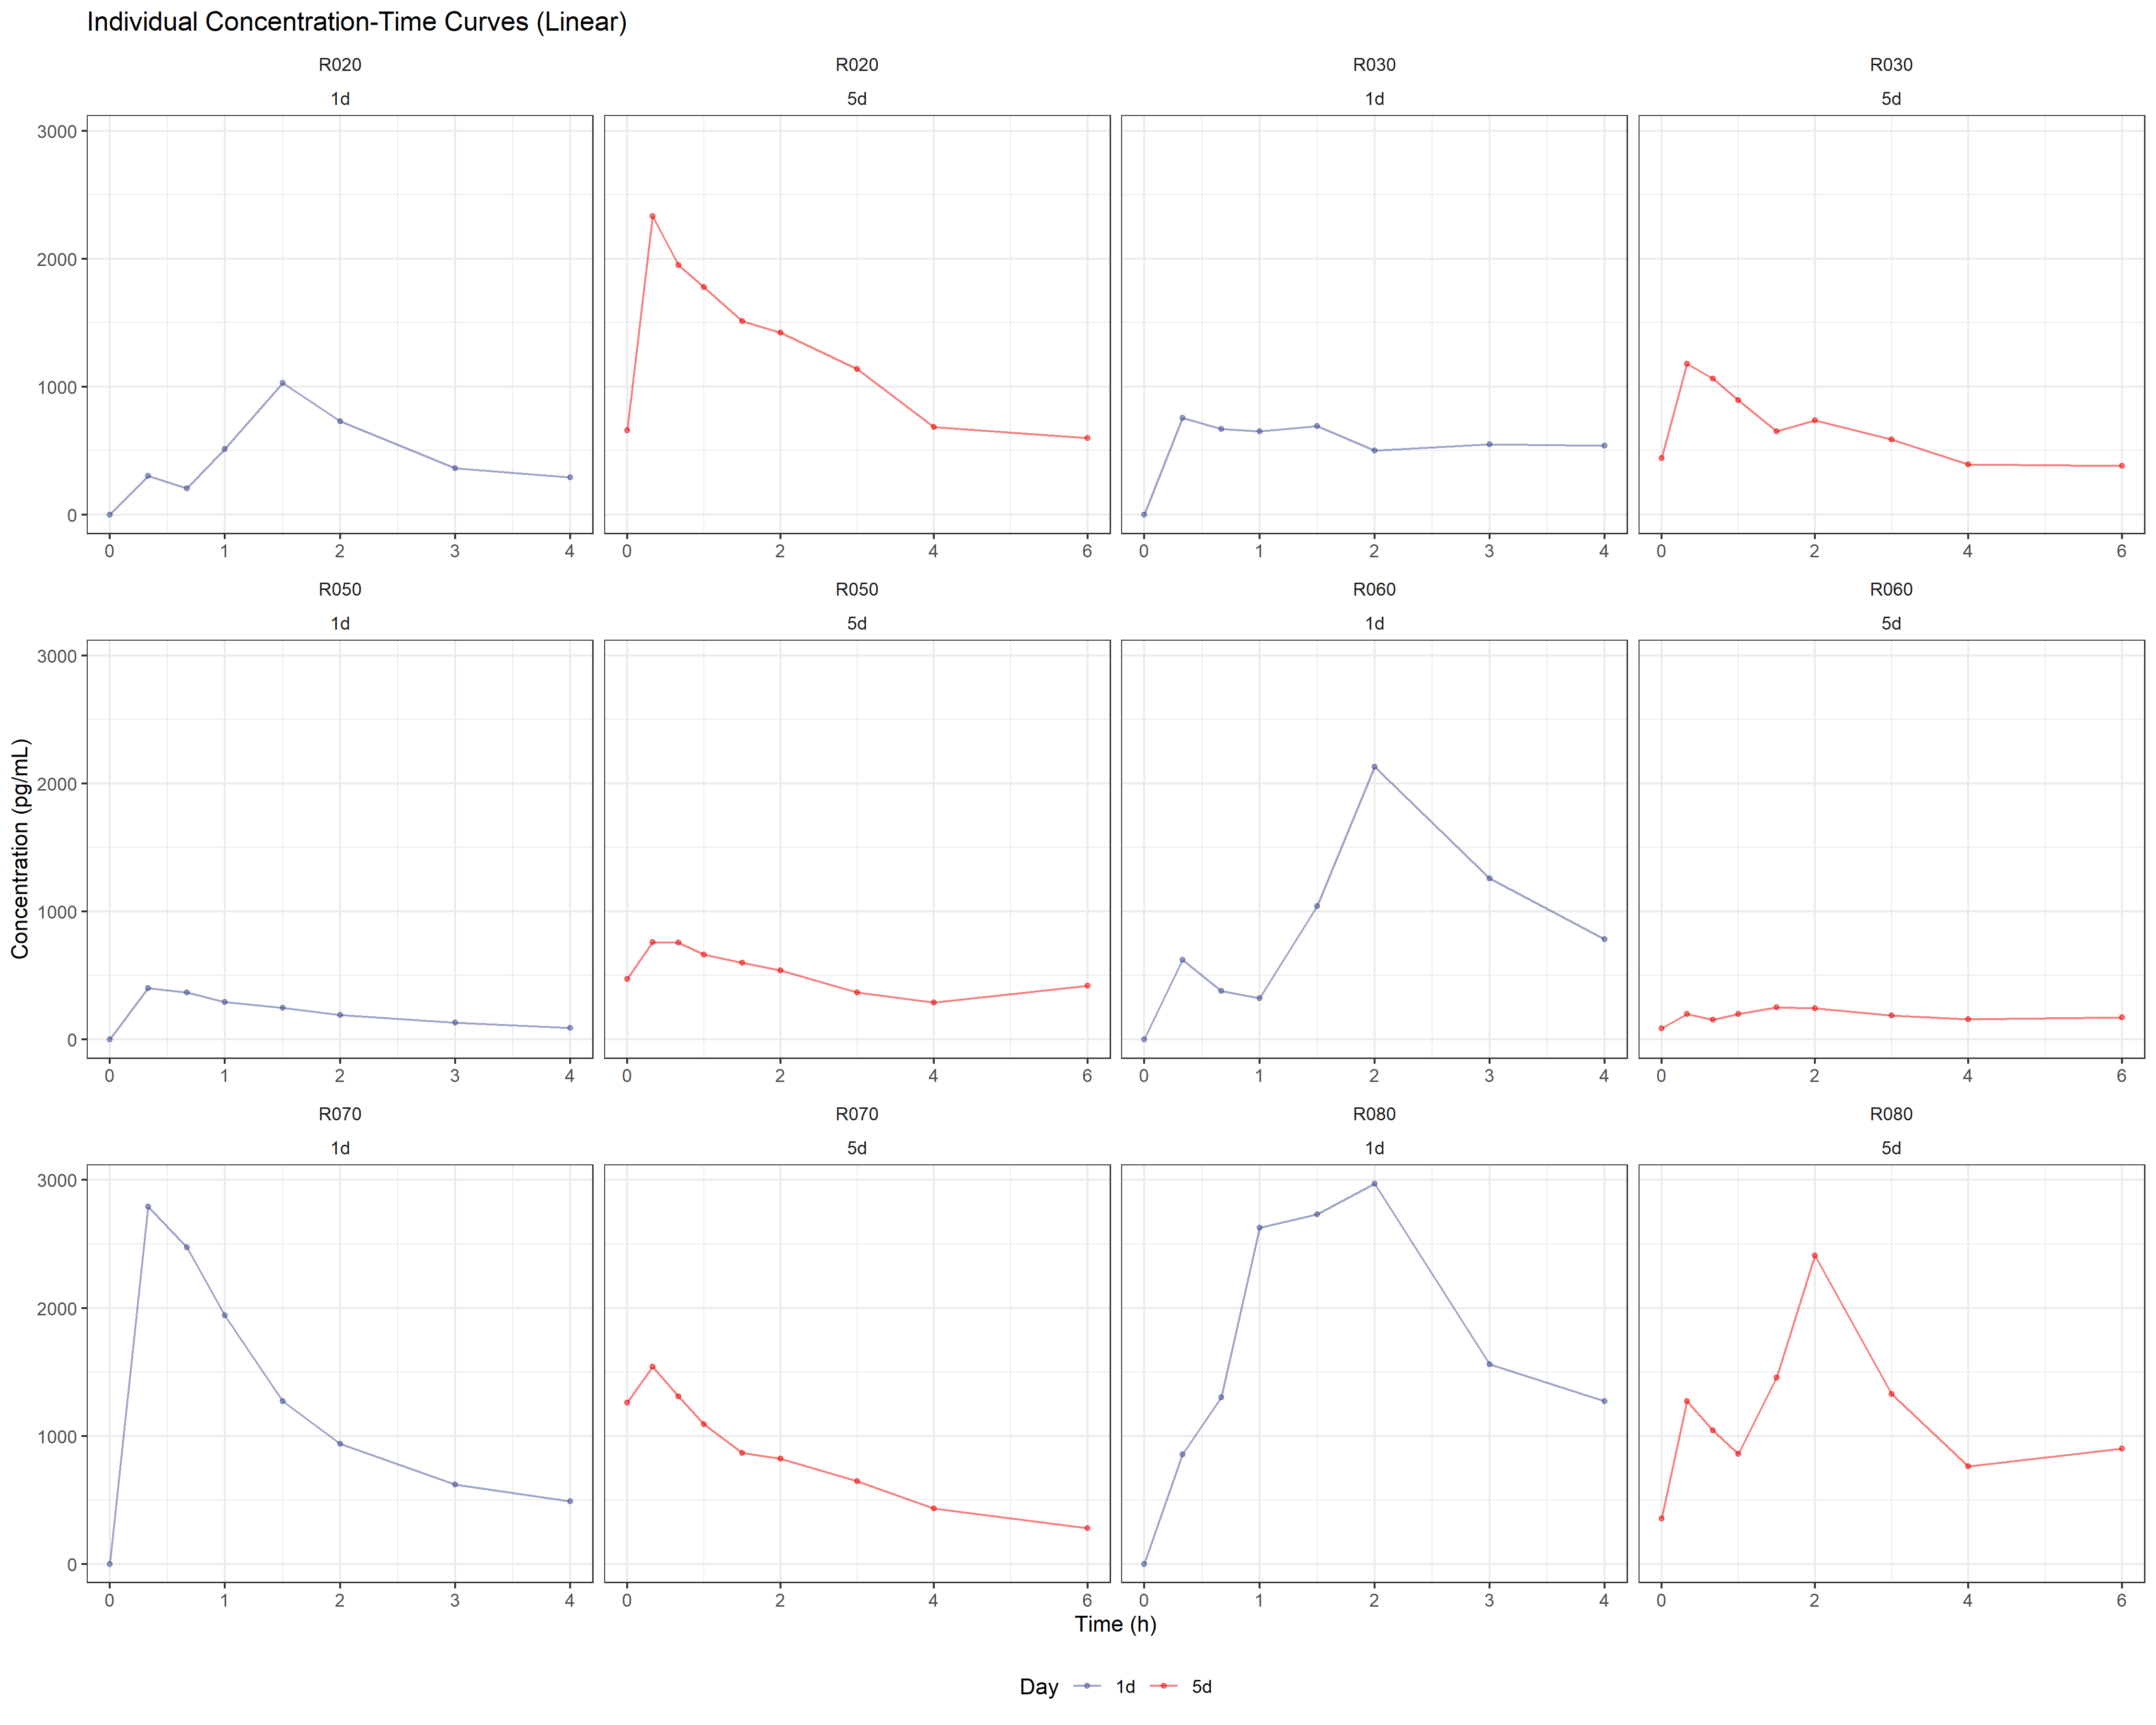 Individual Concentration-Time Curves (Linear)
R020 R020 R030 R030
1d 5d 1d 5d
3000
2000
1000
0
0 1 2 3 4 0 2 4 6 0 1 2 3 4 0 2 4 6
R050 R050 R060 R060
1d 5d 1d 5d
3000
2000
1000
0
0 1 2 3 4 0 2 4 6 0 1 2 3 4 0 2 4 6
Concentration (pg/mL)
R070 R070 R080 R080
1d 5d 1d 5d
3000
2000
1000
0
0 1 2 3 4 0 2 4 6 0 1 2 3 4 0 2 4 6
Time (h)
Day 1d 5d